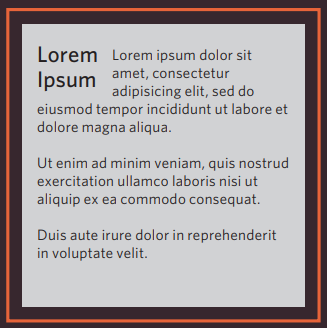 Lorem
Ipsum
Lorem ipsum dolor sit
amet, consectetur
adipisicing elit, sed do
eiusmod tempor incididunt ut labore et
dolore magna aliqua.
Ut enim ad minim veniam, quis nostrud
exercitation ullamco laboris nisi ut
aliquip ex ea commodo consequat.
Duis aute irure dolor in reprehenderit
in voluptate velit.